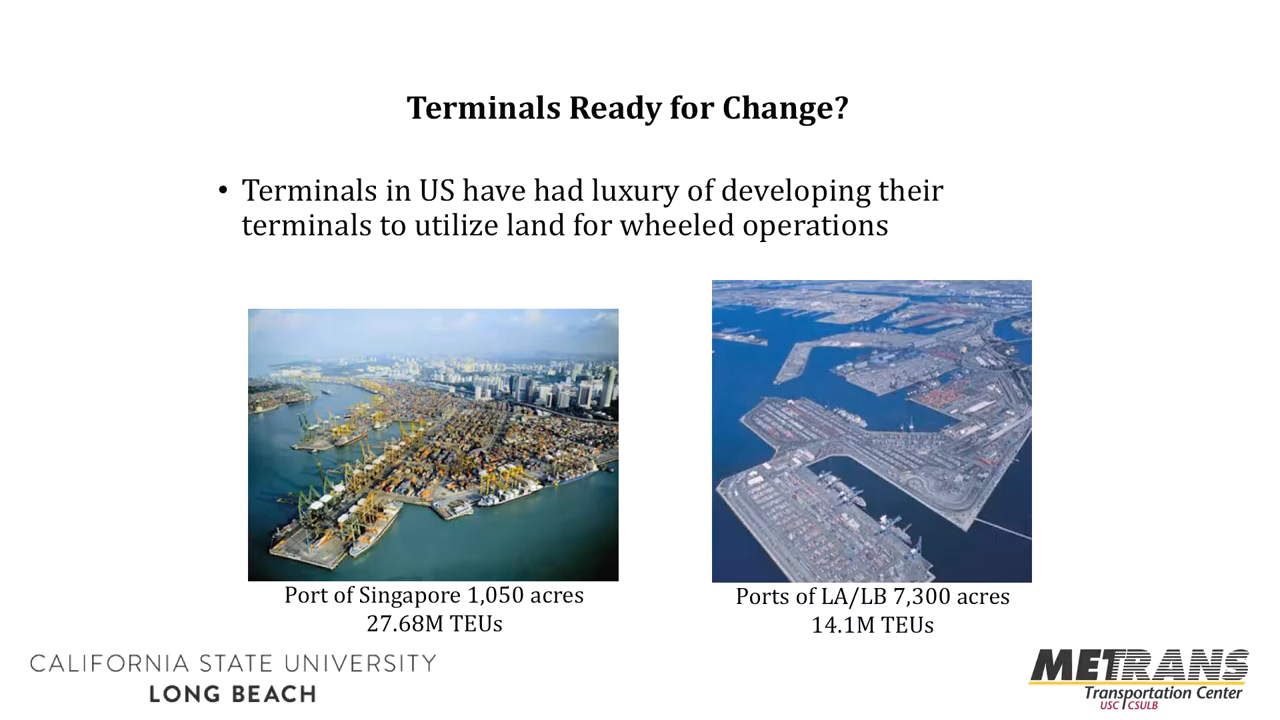 Terminals Ready for Change?
• Terminals in US have had luxury of developing their
terminals to utilize land for wheeled operations
Port of Singapore 1,050 acres
27.68M TEUs
Ports of LA/LB 7,300 acres
14.1M TEUs
CALIFORNIA STATE UNIVERSITY
LONG BEACH
METRANS
Transportation Center
USC CSULB